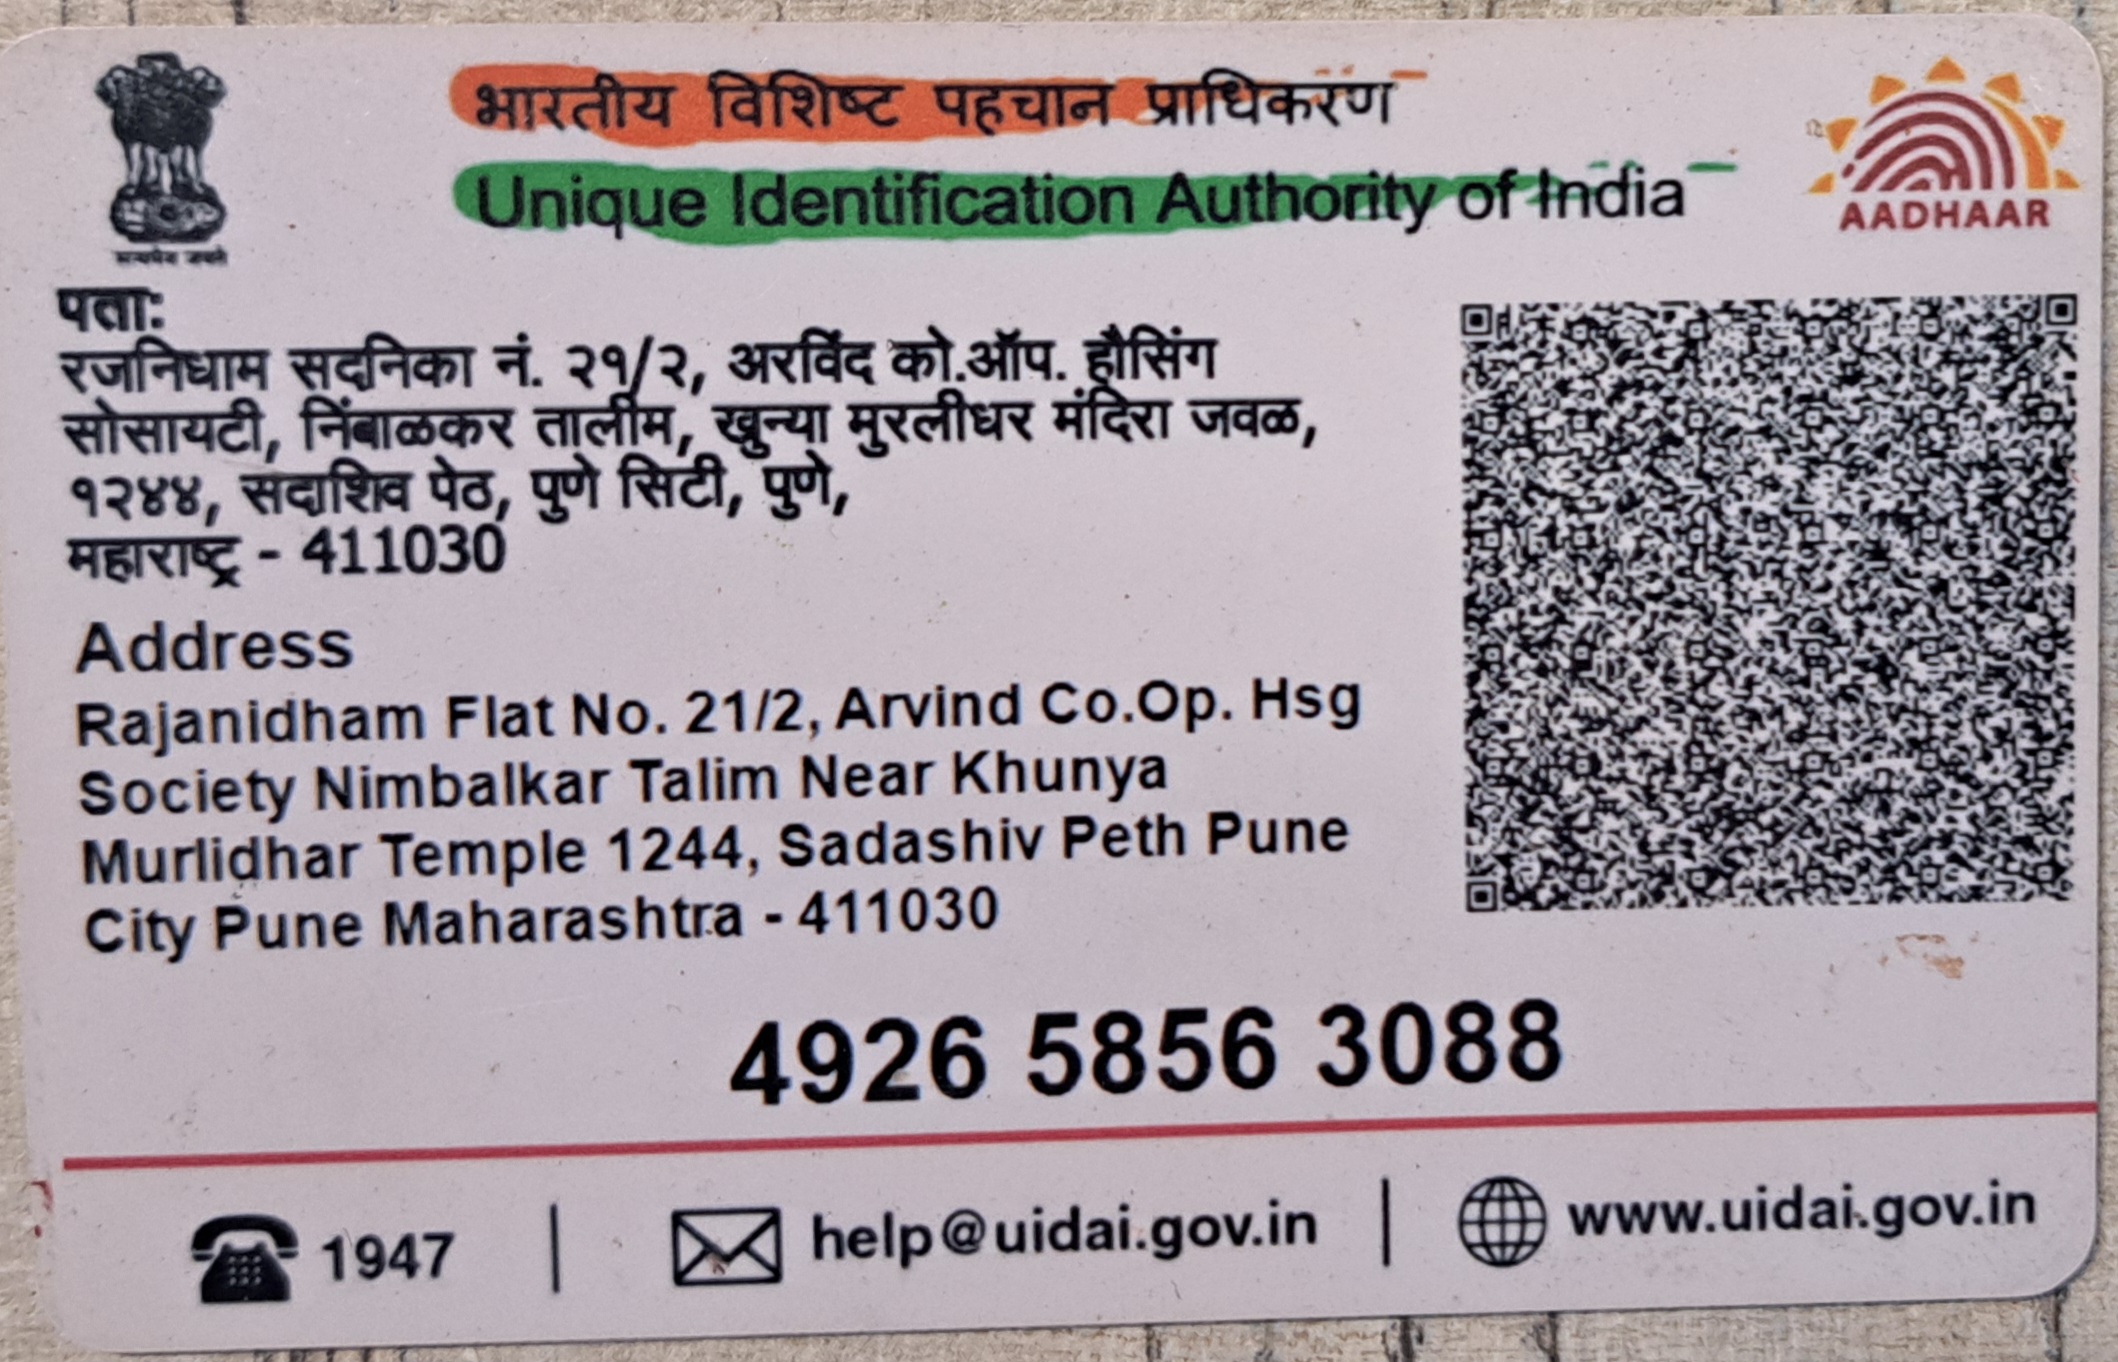 भारतीय विशिष्ट पहचान प्राधिकरण
Unique Identification Authority of India
AADHAAR
सत्यमेव जयते
पता:
रजनिधाम सदनिका नं. २१/२, अरविंद को.ऑप. हौसिंग
सोसायटी, निंबाळकर तालीम, खुन्या मुरलीधर मंदिरा जवळ,
१२४४, सदाशिव पेठ, पुणे सिटी, पुणे,
महाराष्ट्र - 411030
Address
Rajanidham Flat No. 21/2, Arvind Co.Op. Hsg
Society Nimbalkar Talim Near Khunya
Murlidhar Temple 1244, Sadashiv Peth Pune
City Pune Maharashtra - 411030
4926 5856 3088
1947
help@uidai.gov.in
www.uidai.gov.in